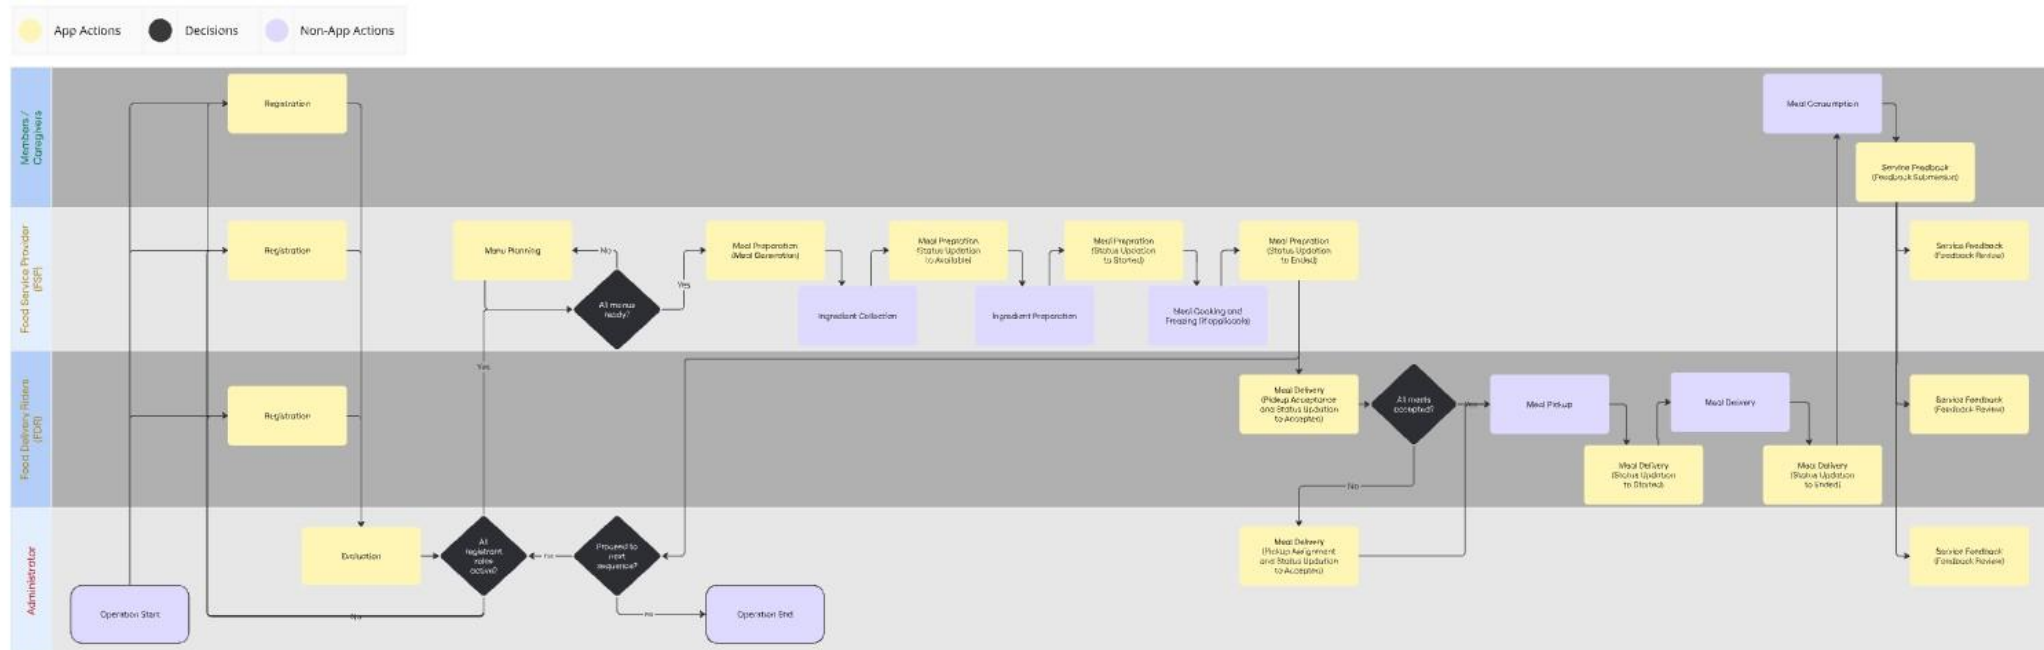 App Actions
Decisions
Non-App Actions
Members /
Caregivers
Registration
Meal Consumption
Service Feedback
(Feedback Submission)
Food Service Provider
(FSP)
Registration
Menu Planning
No
All menus
ready?
Yes
Meal Preparation
(Meal Generation)
Ingredient Collection
Meal Prepration
(Status Updation
to Available)
Ingredient Preparation
Meal Prepration
(Status Updation
to Started)
Meal Cooking and
Freezing (if applicable)
Meal Prepration
(Status Updation
to Ended)
Service Feedback
(Feedback Review)
Food Delivery Riders
(FDR)
Registration
Yes
Meal Delivery
(Pickup Acceptance
and Status Updation
to Accepted)
All meals
accepted?
Yes
No
Meal Pickup
Meal Delivery
(Status Updation
to Started)
Meal Delivery
Meal Delivery
(Status Updation
to Ended)
Service Feedback
(Feedback Review)
Administrator
Operation Start
Evaluation
All
registrant
roles
active?
No
Yes
Proceed to
next
sequence?
No
Operation End
Meal Delivery
(Pickup Assignment
and Status Updation
to Accepted)
Service Feedback
(Feedback Review)